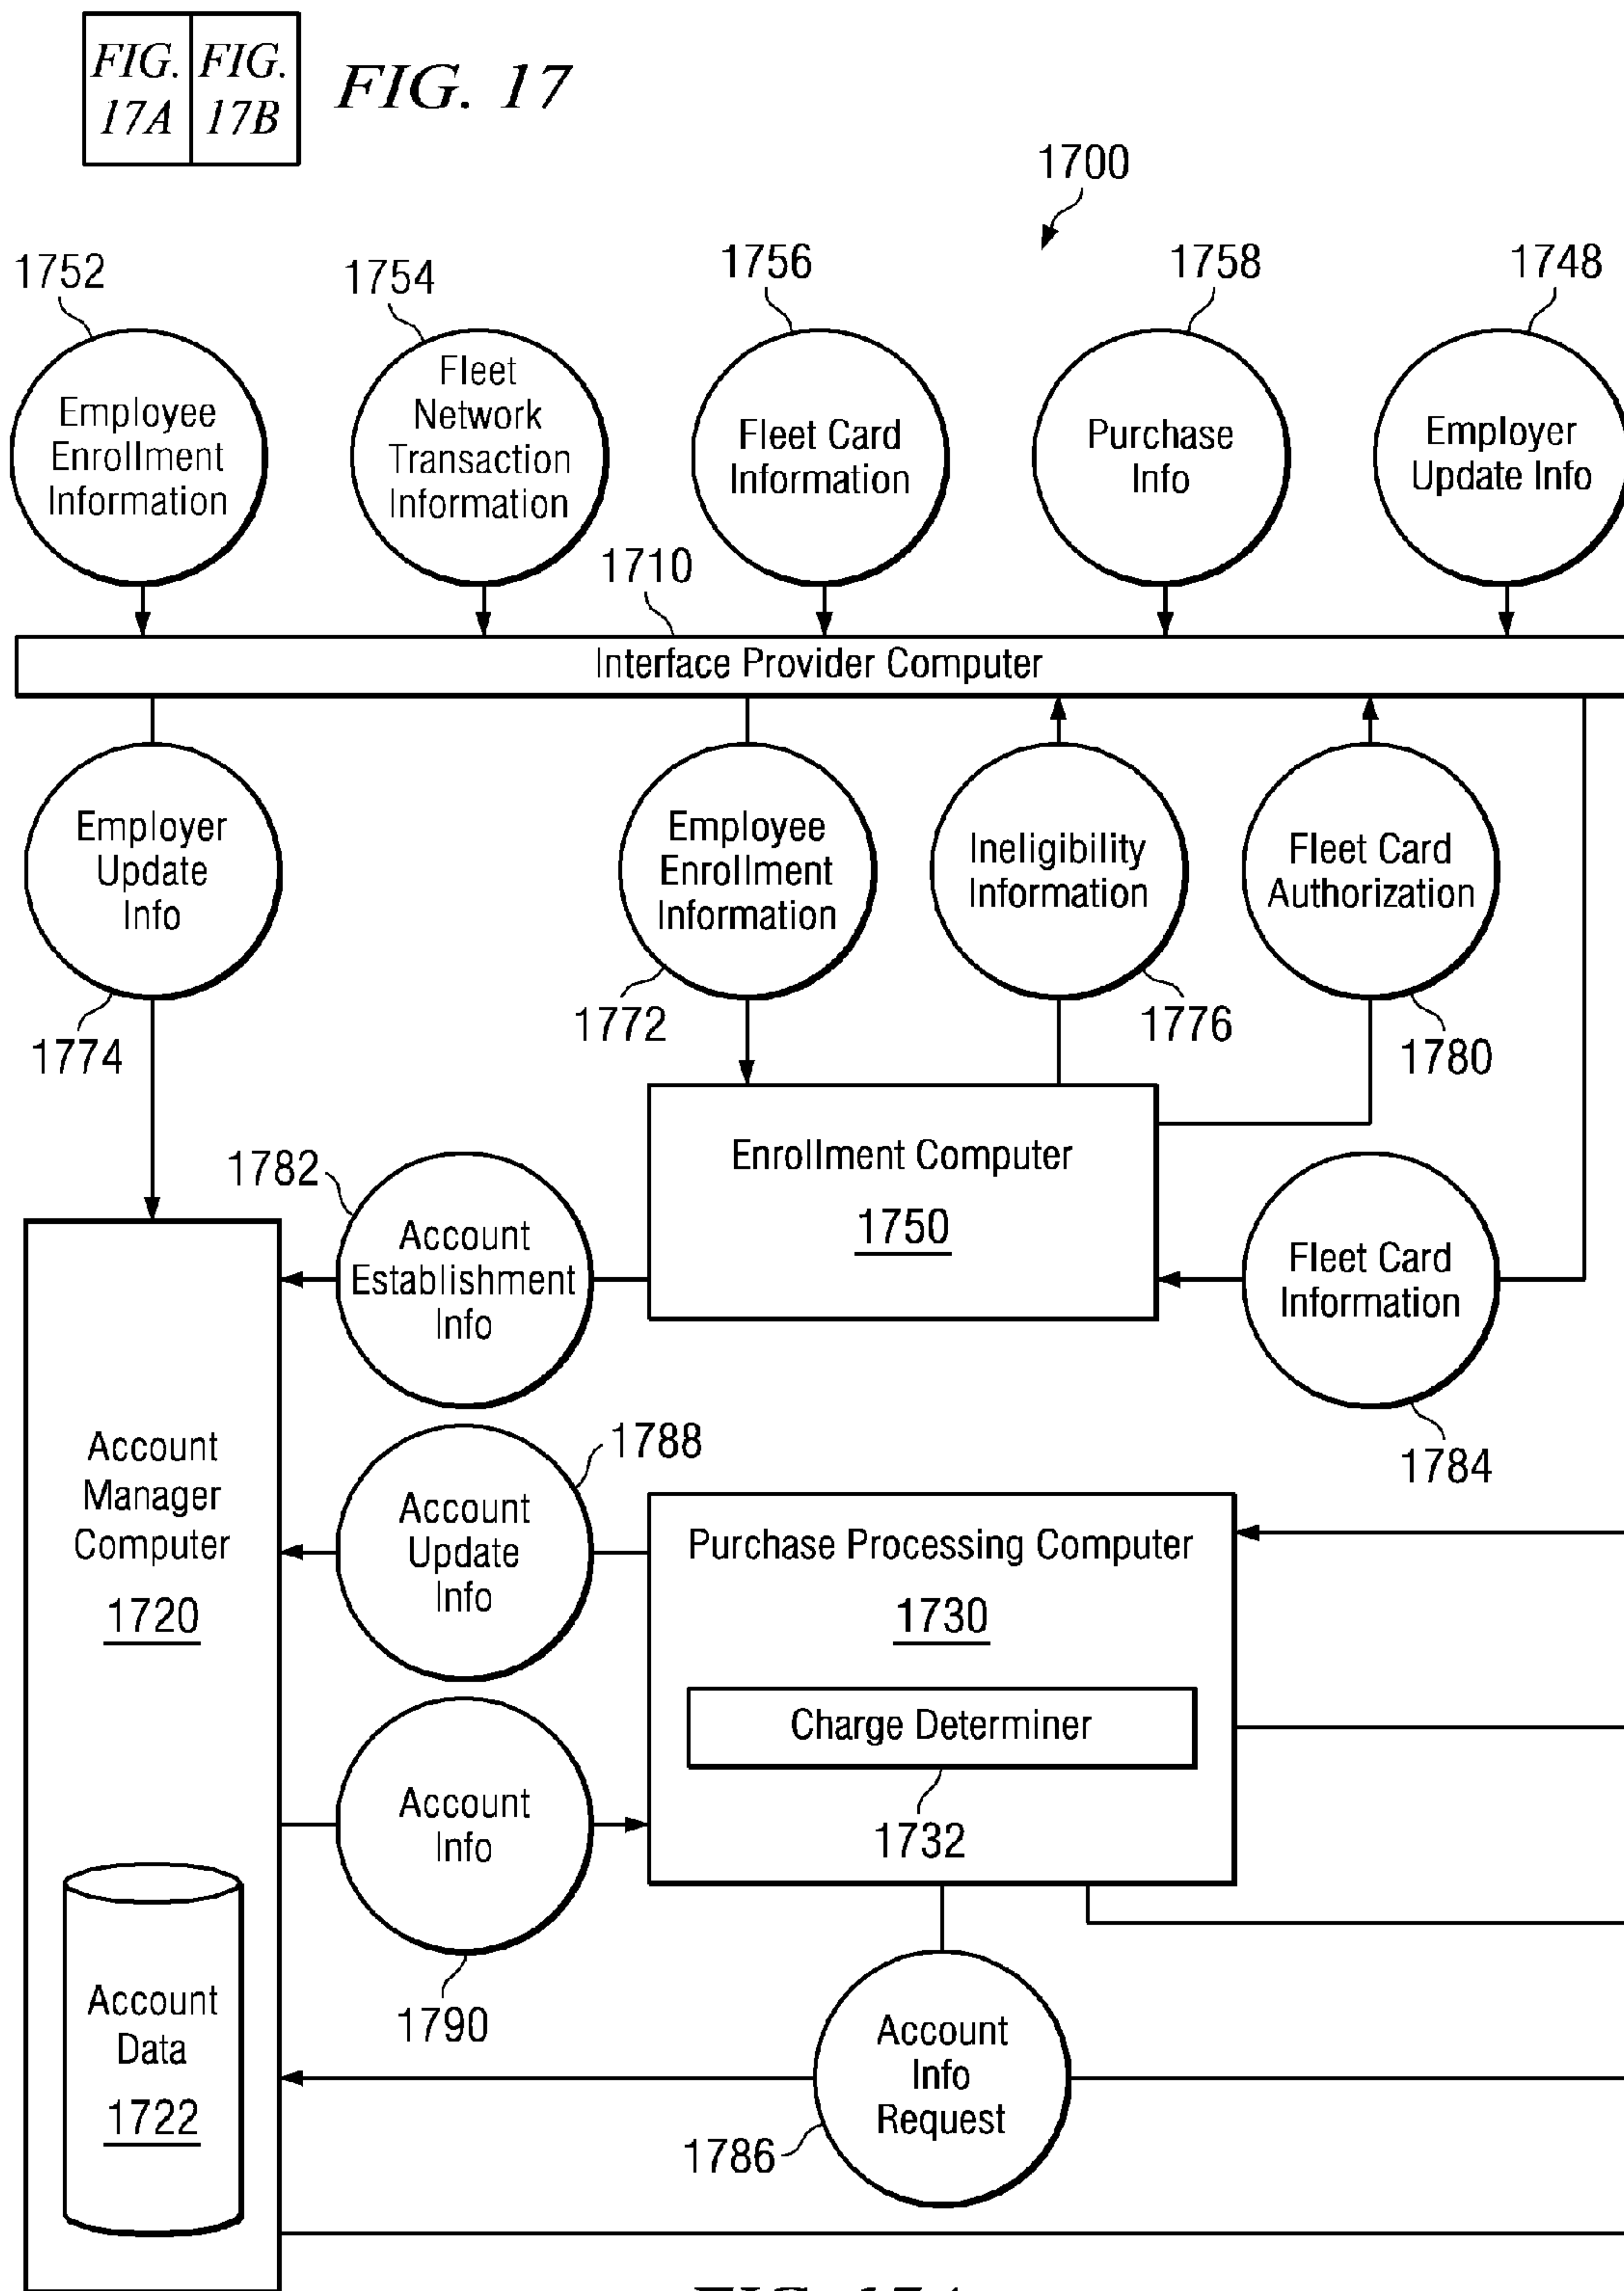 FIG. 17A
FIG. 17B
FIG. 17
1700
1752
1754
1756
1758
1748
Employee
Enrollment
Information
Fleet
Network
Transaction
Information
Fleet Card
Information
Purchase
Info
Employer
Update Info
1710
Interface Provider Computer
Employer
Update
Info
1774
Employee
Enrollment
Information
1772
Ineligibility
Information
1776
Fleet Card
Authorization
1780
Enrollment Computer
1750
1782
Account
Establishment
Info
Fleet Card
Information
1784
Account
Manager
Computer
1720
1788
Account
Update
Info
Purchase Processing Computer
1730
Charge Determiner
1732
Account
Info
1790
Account
Data
1722
Account
Info
Request
1786